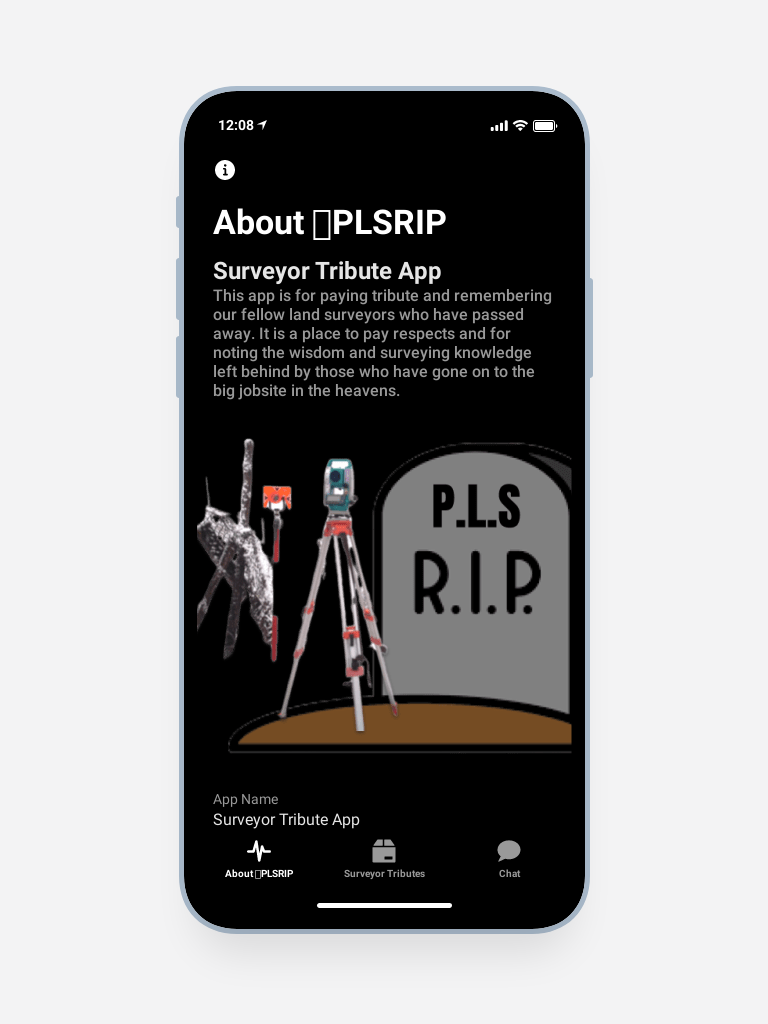 12:08
About PLSRIP
Surveyor Tribute App
This app is for paying tribute and remembering
our fellow land surveyors who have passed
away. It is a place to pay respects and for
noting the wisdom and surveying knowledge
left behind by those who have gone on to the
big jobsite in the heavens.
P.L.S
R.I.P.
App Name
Surveyor Tribute App
About PLSRIP
Surveyor Tributes
Chat